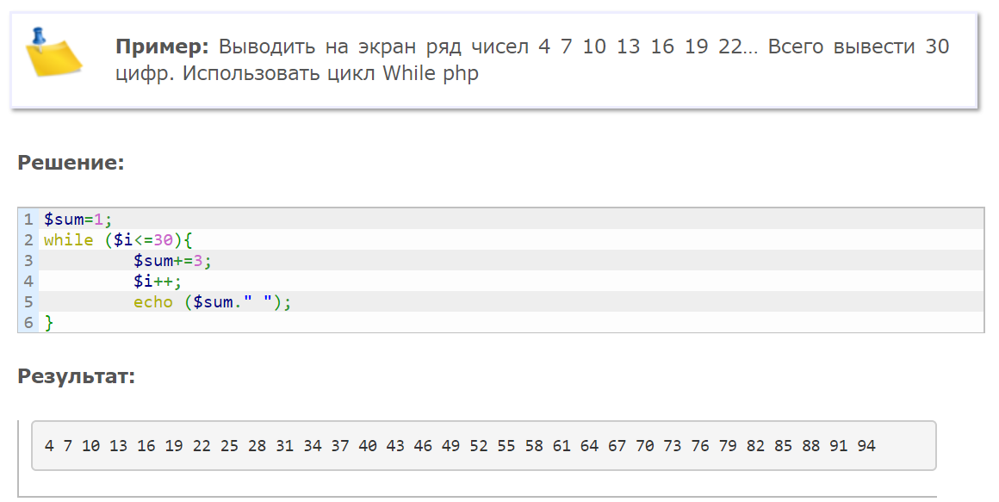 Пример: Выводить на экран ряд чисел 4 7 10 13 16 19 22... Всего вывести 30
цифр. Использовать цикл While php
Решение:
1 $sum=1;
2 while ($i<=30){
3 $sum+=3;
4 $i++;
5 echo ($sum." ");
6 }
Результат:
4 7 10 13 16 19 22 25 28 31 34 37 40 43 46 49 52 55 58 61 64 67 70 73 76 79 82 85 88 91 94